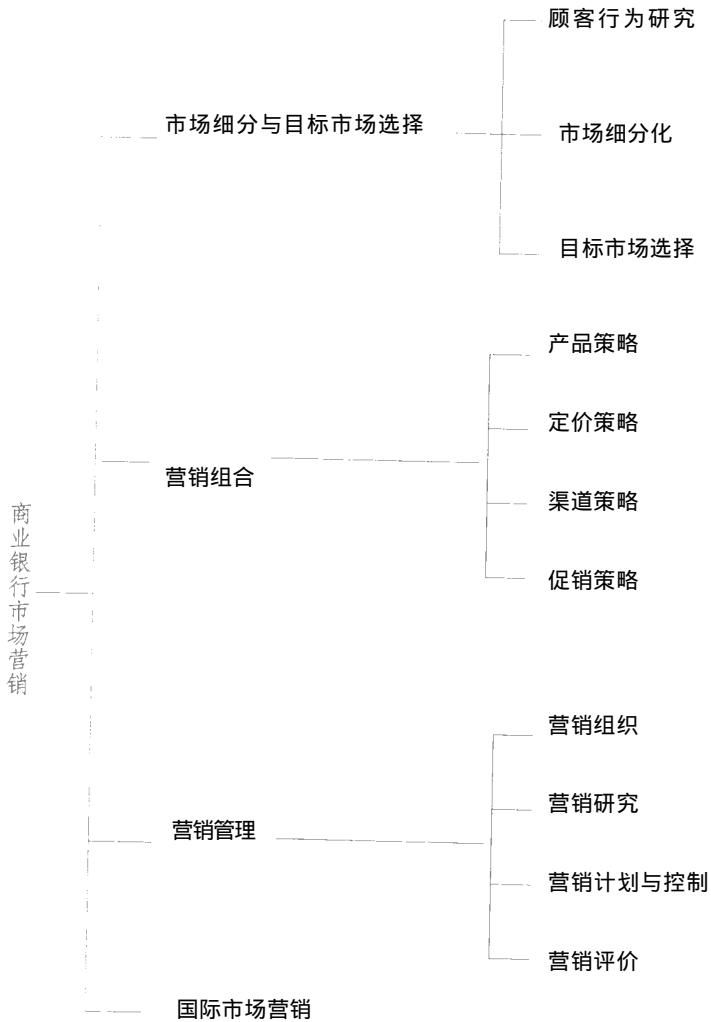 商业银行市场营销
市场细分与目标市场选择
顾客行为研究
市场细分化
目标市场选择
营销组合
产品策略
定价策略
渠道策略
促销策略
营销管理
营销组织
营销研究
营销计划与控制
营销评价
国际市场营销